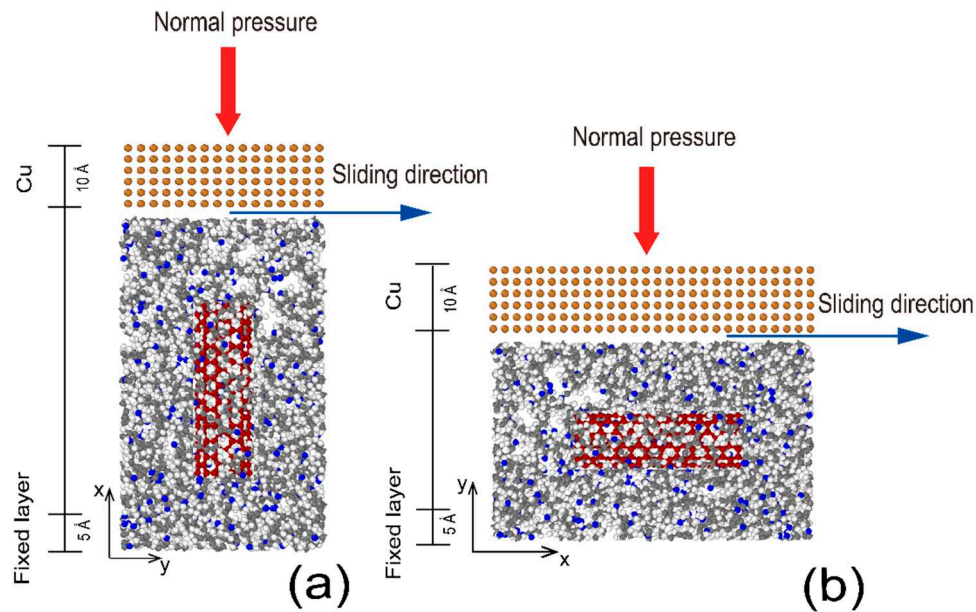 Normal pressure
Cu
10 Å
Sliding direction
Fixed layer
5 Å
x
y
(a)
Normal pressure
Cu
10 Å
Sliding direction
Fixed layer
5 Å
y
x
(b)